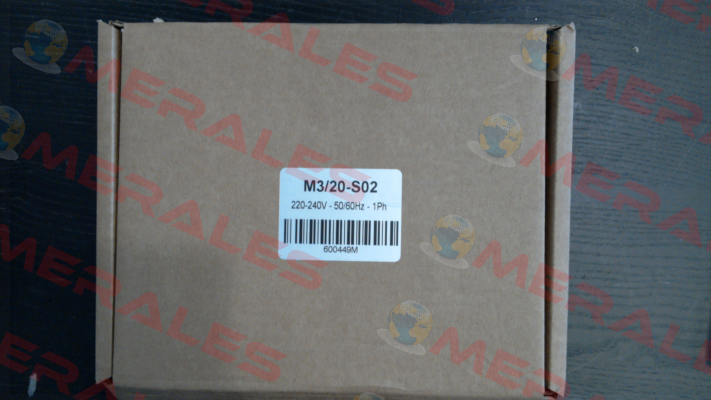 MERALES
MERALES
MERALES
M3/20-S02
220-240V - 50/60Hz - 1Ph
600449M
MERALES
MERALES